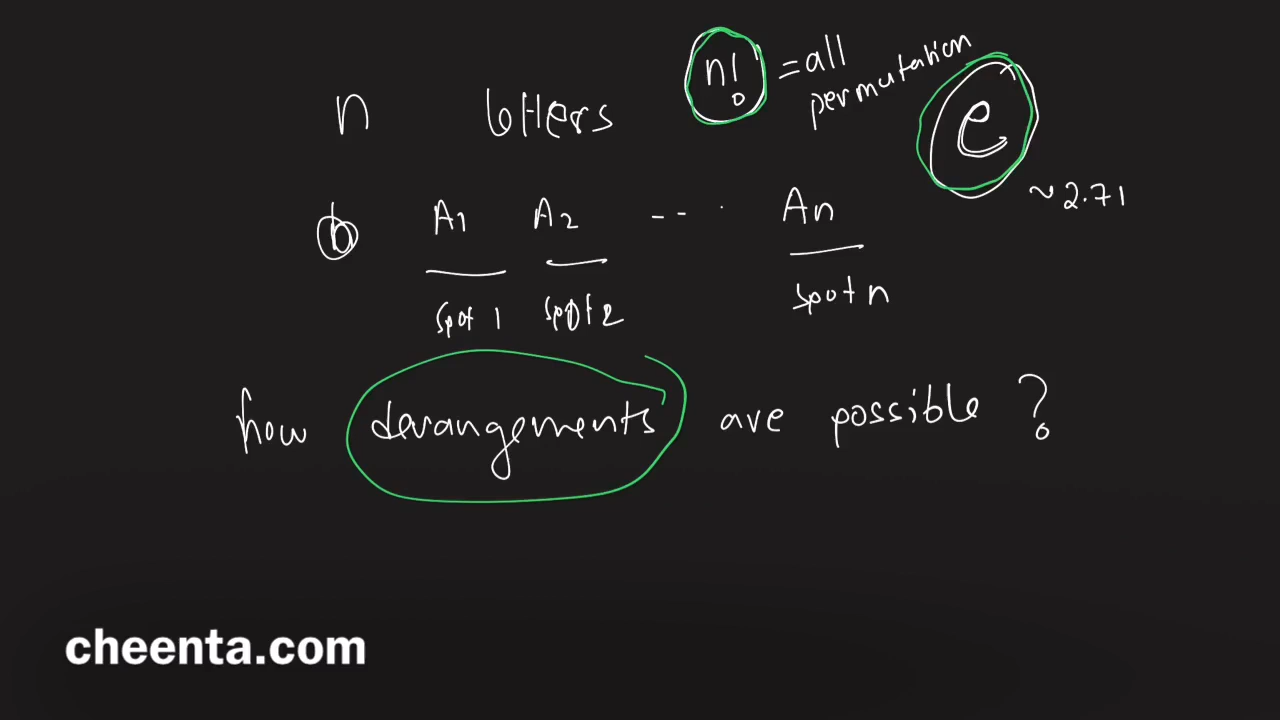 n! = all permutation
e
~ 2.71
n letters
A1 A2 --- An
spot 1 spot 2 spot n
how derangements are possible ?
cheenta.com